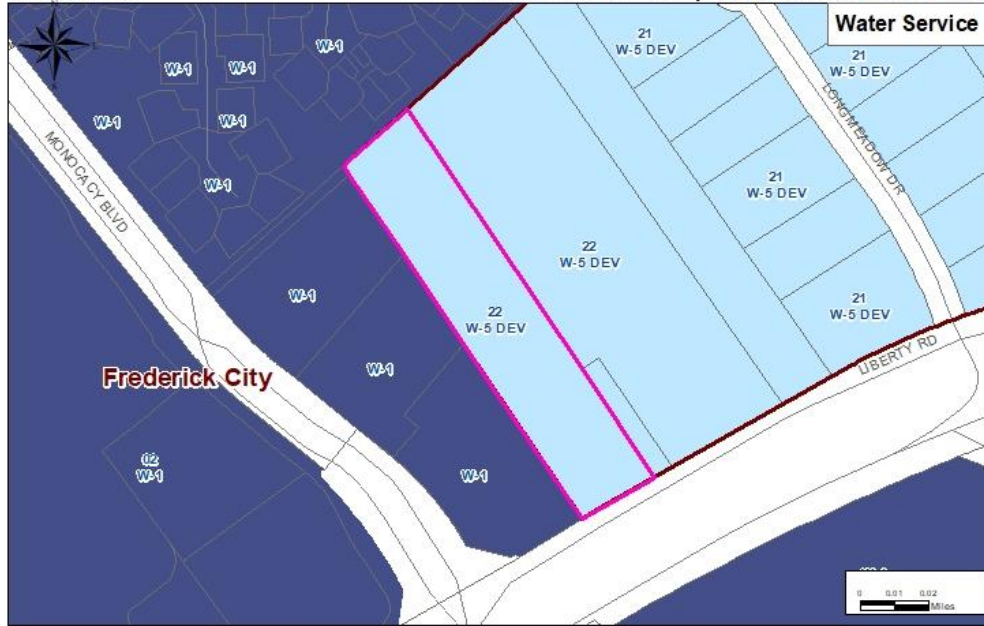 Water Service
W-1
W-1
W-1
W-1
W-1
W-1
MONOCACY BLVD
21
W-5 DEV
21
W-5 DEV
LONGMEADOW DR
21
W-5 DEV
22
W-5 DEV
W-1
22
W-5 DEV
21
W-5 DEV
LIBERTY RD
W-1
Frederick City
02
W-1
W-1
0 0.01 0.02
Miles